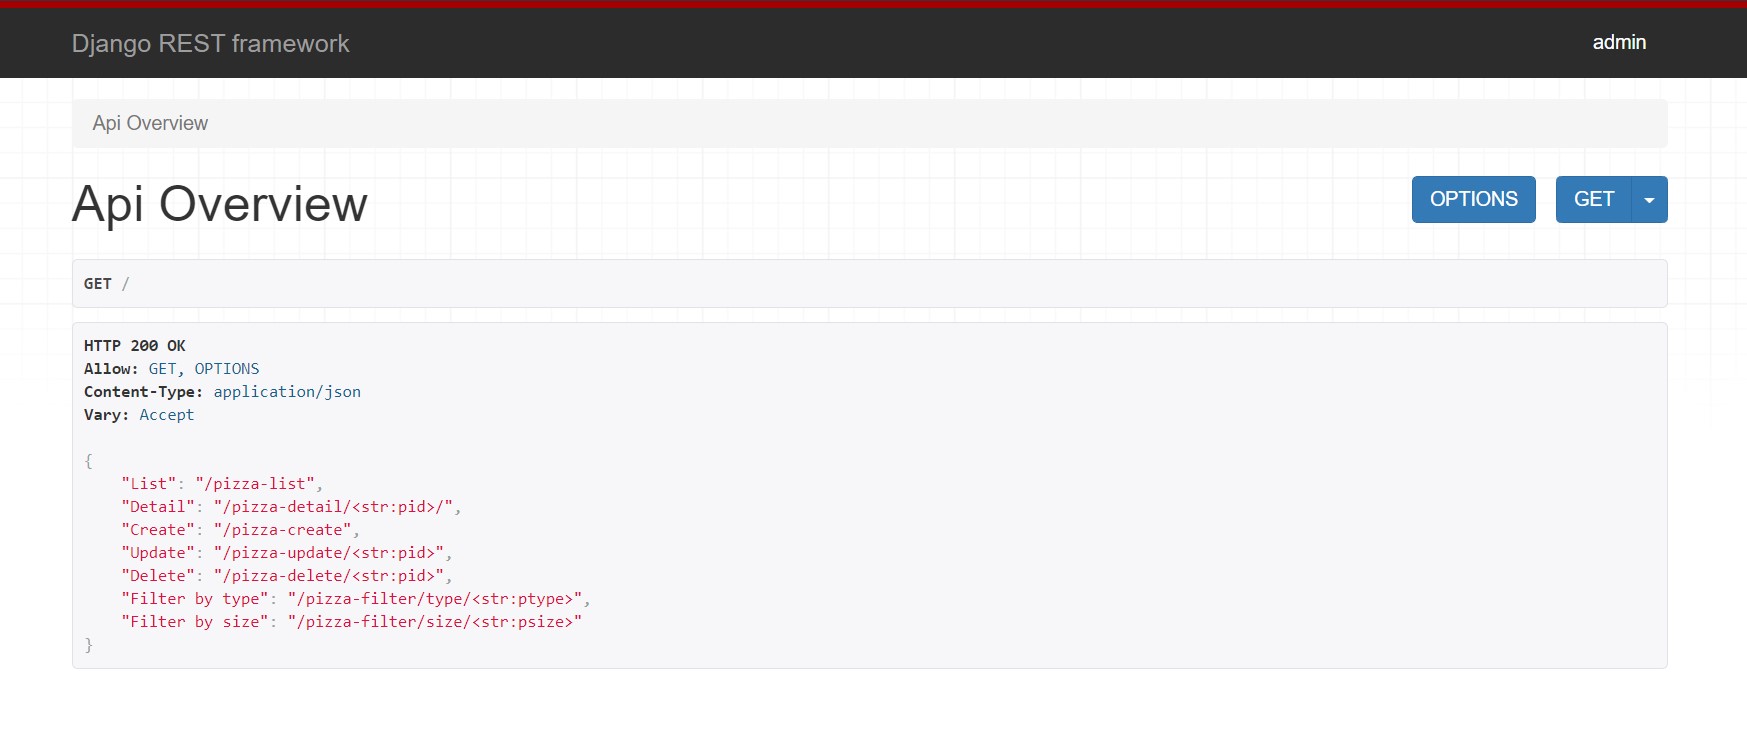 Django REST framework
admin
Api Overview
Api Overview
OPTIONS
GET
GET /
HTTP 200 OK
Allow: GET, OPTIONS
Content-Type: application/json
Vary: Accept
{
    "List": "/pizza-list",
    "Detail": "/pizza-detail/<str:pid>/",
    "Create": "/pizza-create",
    "Update": "/pizza-update/<str:pid>",
    "Delete": "/pizza-delete/<str:pid>",
    "Filter by type": "/pizza-filter/type/<str:ptype>",
    "Filter by size": "/pizza-filter/size/<str:psize>"
}